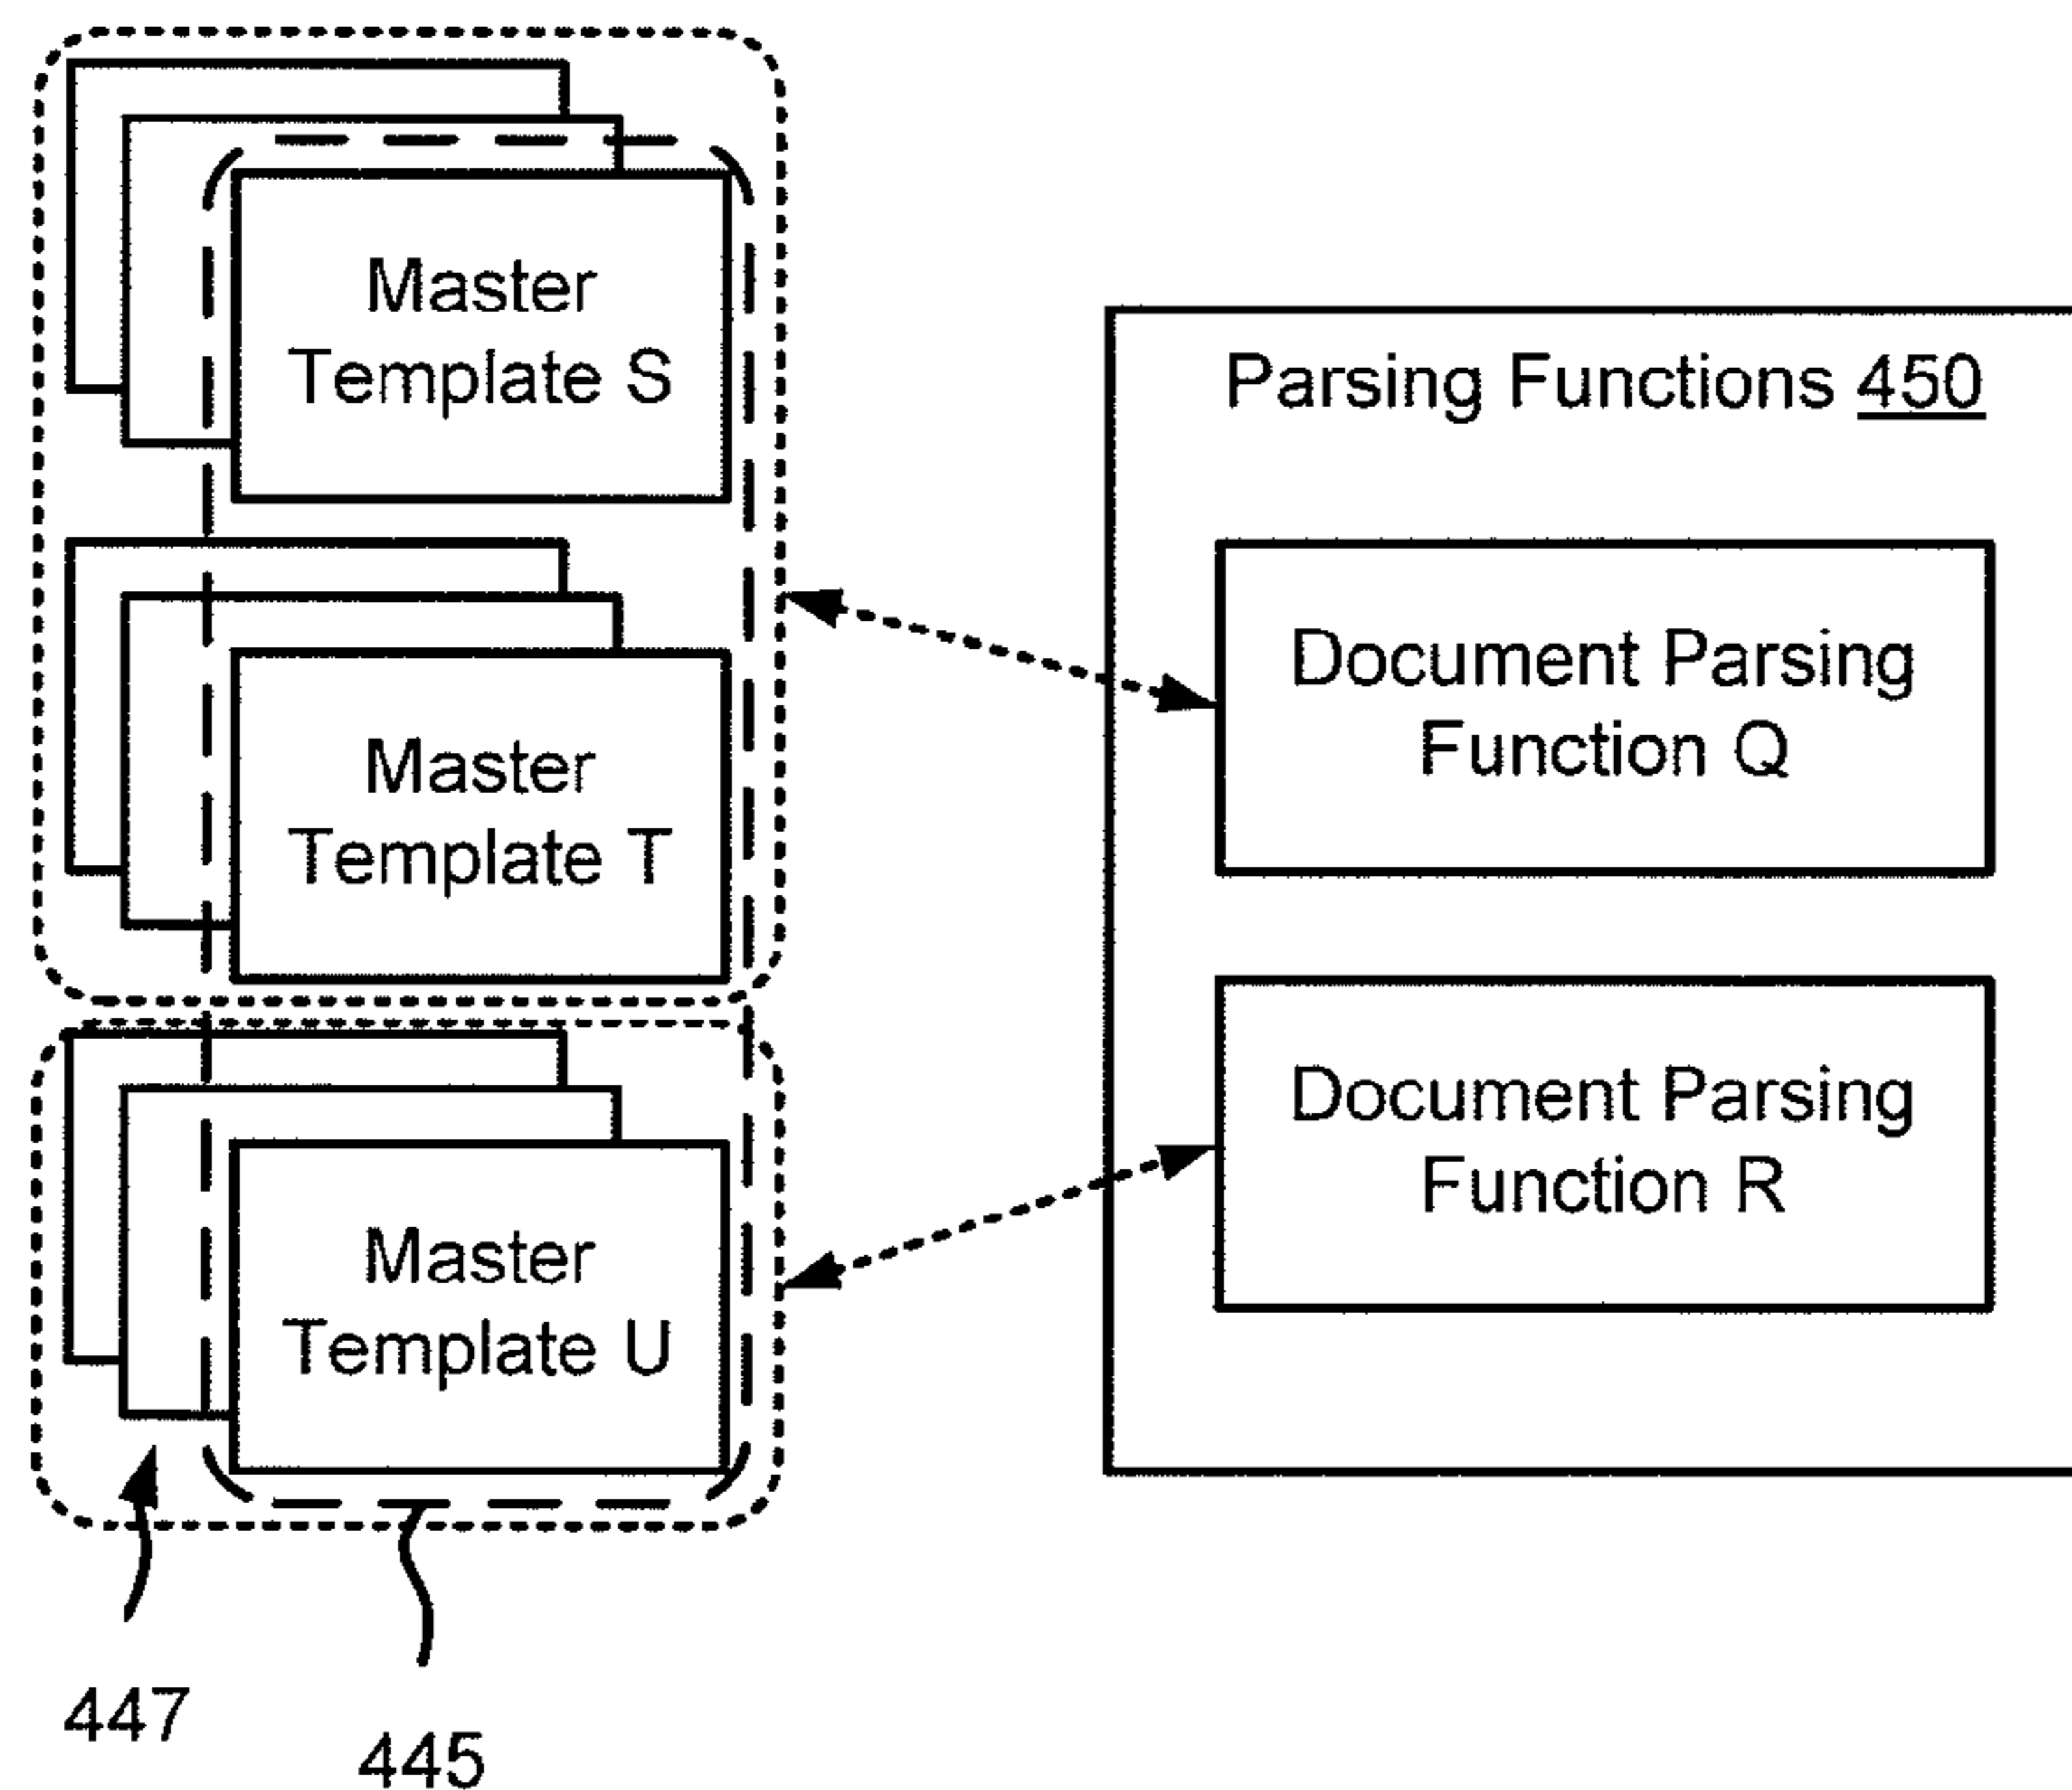 Master
Template S
Master
Template T
Master
Template U
447
445
Parsing Functions 450
Document Parsing
Function Q
Document Parsing
Function R